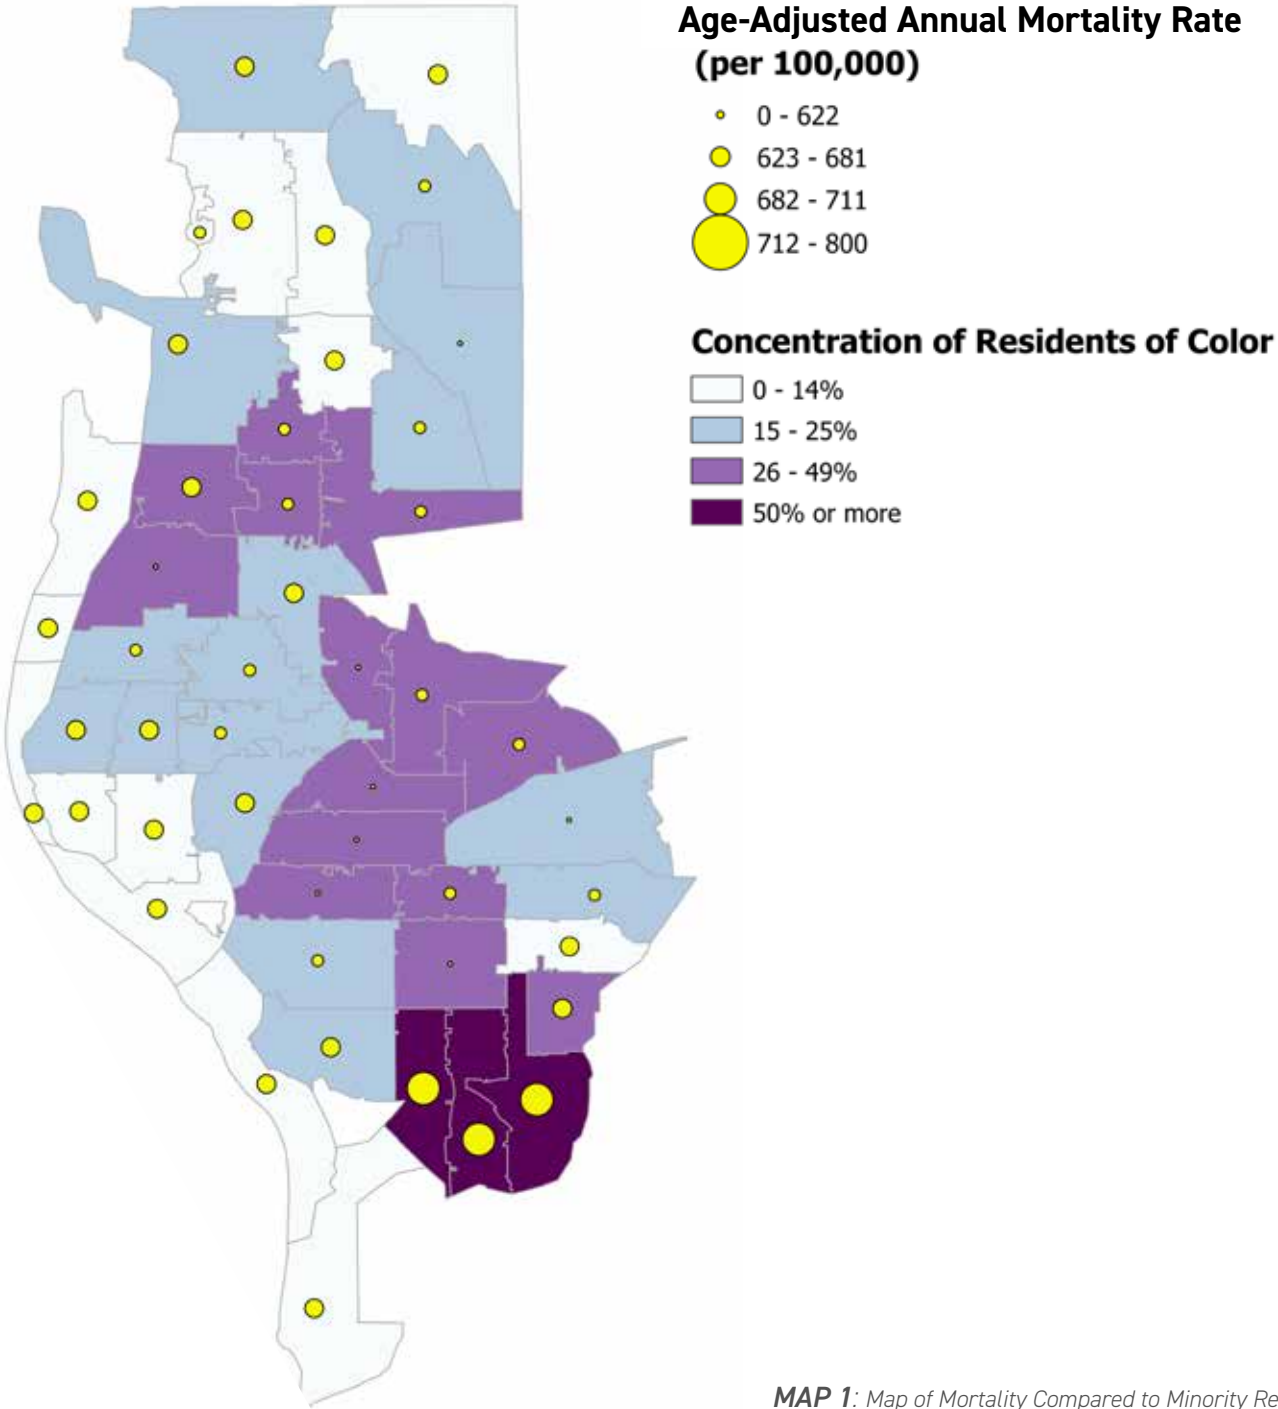 Age-Adjusted Annual Mortality Rate
(per 100,000)
0 - 622
623 - 681
682 - 711
712 - 800
Concentration of Residents of Color
0 - 14%
15 - 25%
26 - 49%
50% or more
MAP 1: Map of Mortality Compared to Minority Re